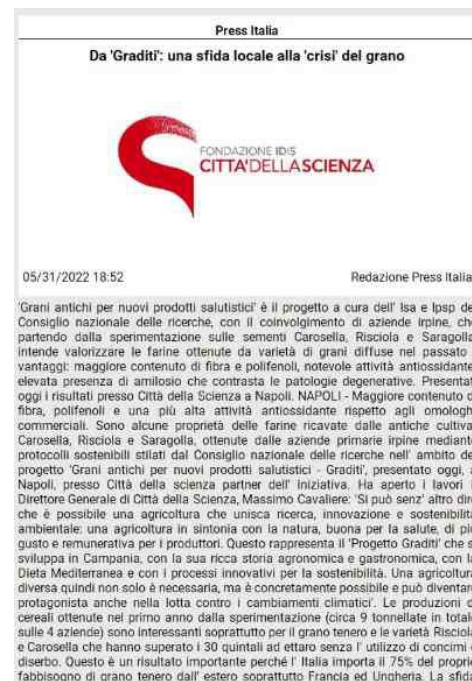 Press Italia
Da 'Graditi': una sfida locale alla 'crisi' del grano
FONDAZIONE IDIS
CITTA'DELLASCIENZA
05/31/2022 18:52
Redazione Press Italia
'Grani antichi per nuovi prodotti salutistici' è il progetto a cura dell' Isa e Ipsp de
Consiglio nazionale delle ricerche, con il coinvolgimento di aziende irpine, che
partendo dalla sperimentazione sulle sementi Carosella, Risciola e Saragolla
intende valorizzare le farine ottenute da varietà di grani diffuse nel passato
vantaggi: maggiore contenuto di fibra e polifenoli, notevole attività antiossidante
elevata presenza di amilosio che contrasta le patologie degenerative. Presentat
oggi i risultati presso Città della Scienza a Napoli. NAPOLI - Maggiore contenuto d
fibra, polifenoli e una più alta attività antiossidante rispetto agli omologh
commerciali. Sono alcune proprietà delle farine ricavate dalle antiche cultivar
Carosella, Risciola e Saragolla, ottenute dalle aziende primarie irpine mediante
protocolli sostenibili stilati dal Consiglio nazionale delle ricerche nell' ambito de
progetto 'Grani antichi per nuovi prodotti salutistici - Graditi', presentato oggi, a
Napoli, presso Città della scienza partner dell' iniziativa. Ha aperto i lavori i
Direttore Generale di Città della Scienza, Massimo Cavaliere: 'Si può senz' altro dire
che è possibile una agricoltura che unisca ricerca, innovazione e sostenibilità
ambientale: una agricoltura in sintonia con la natura, buona per la salute, di più
gusto e remunerativa per i produttori. Questo rappresenta il 'Progetto Graditi' che s
sviluppa in Campania, con la sua ricca storia agronomica e gastronomica, con la
Dieta Mediterranea e con i processi innovativi per la sostenibilità. Una agricoltura
diversa quindi non solo è necessaria, ma è concretamente possibile e può diventare
protagonista anche nella lotta contro i cambiamenti climatici'. Le produzioni d
cereali ottenute nel primo anno dalla sperimentazione (circa 9 tonnellate in totale
sulle 4 aziende) sono interessanti soprattutto per il grano tenero e le varietà Risciola
e Carosella che hanno superato i 30 quintali ad ettaro senza l' utilizzo di concimi e
diserbo. Questo è un risultato importante perché l' Italia importa il 75% del proprio
fabbisogno di grano tenero dall' estero soprattutto Francia ed Ungheria. La sfida